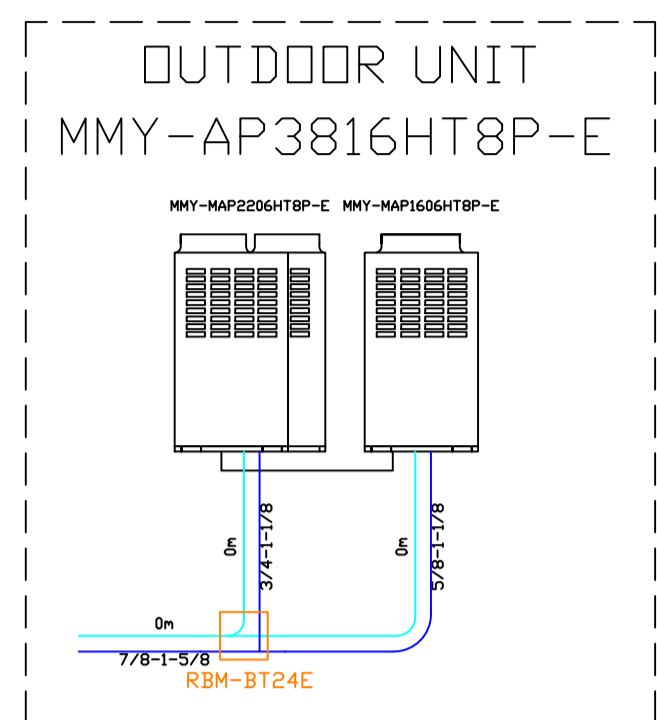 OUTDOOR UNIT
MMY-AP3816HT8P-E
MMY-MAP2206HT8P-E MMY-MAP1606HT8P-E
0m
3/4-1-1/8
0m
5/8-1-1/8
0m
7/8-1-5/8
RBM-BT24E